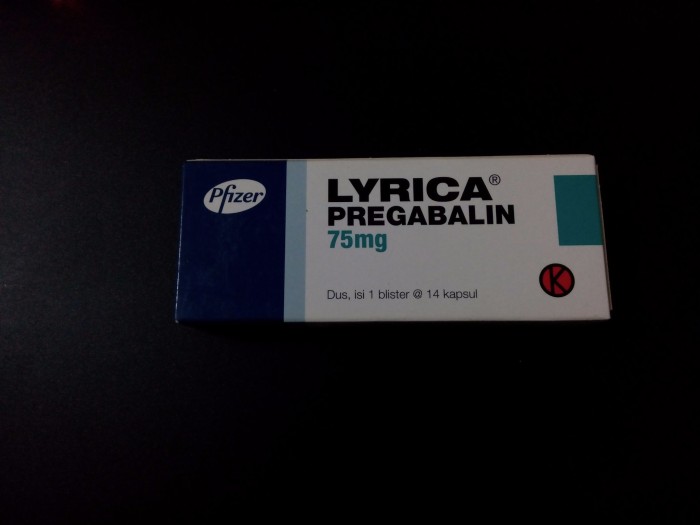 Pfizer
LYRICA®
PREGABALIN
75mg
Dus, isi 1 blister @ 14 kapsul
K